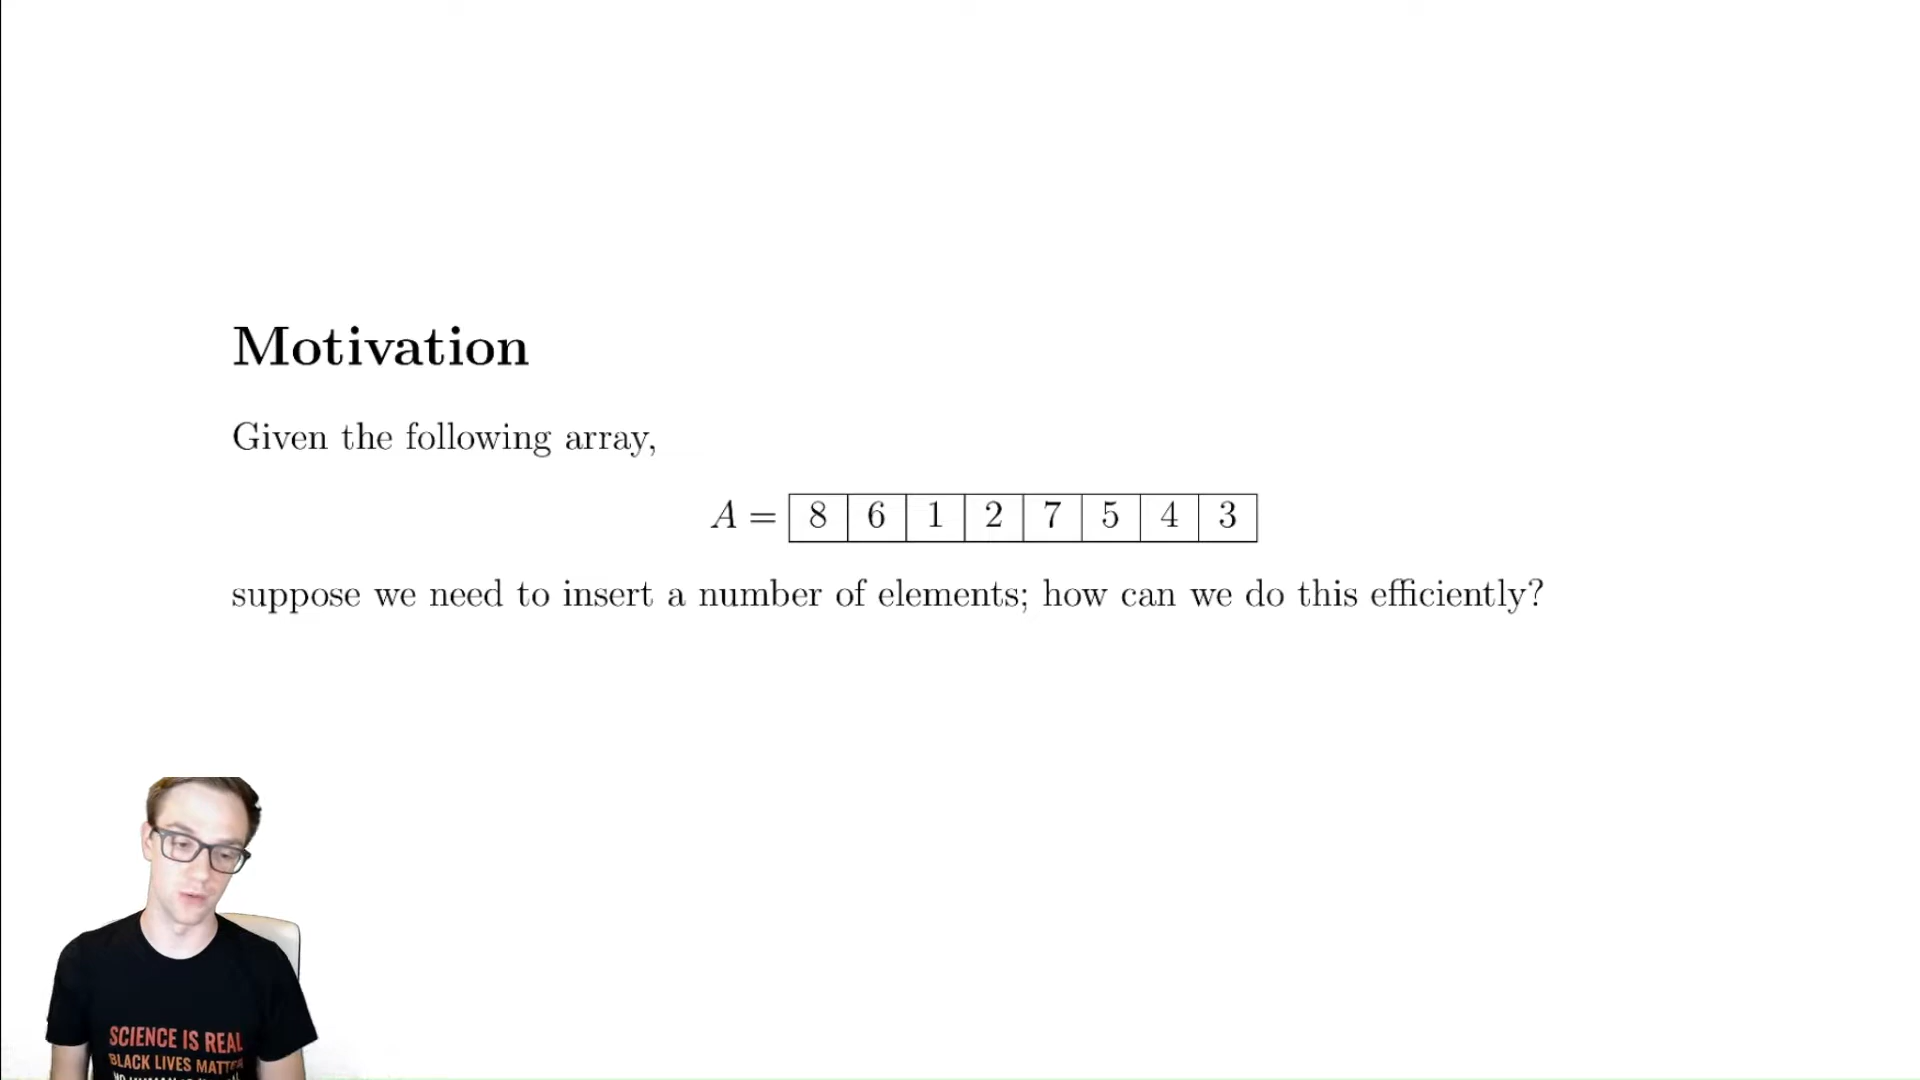 Motivation
Given the following array,
A = 8 6 1 2 7 5 4 3
suppose we need to insert a number of elements; how can we do this efficiently?
SCIENCE IS REAL
BLACK LIVES MATTER